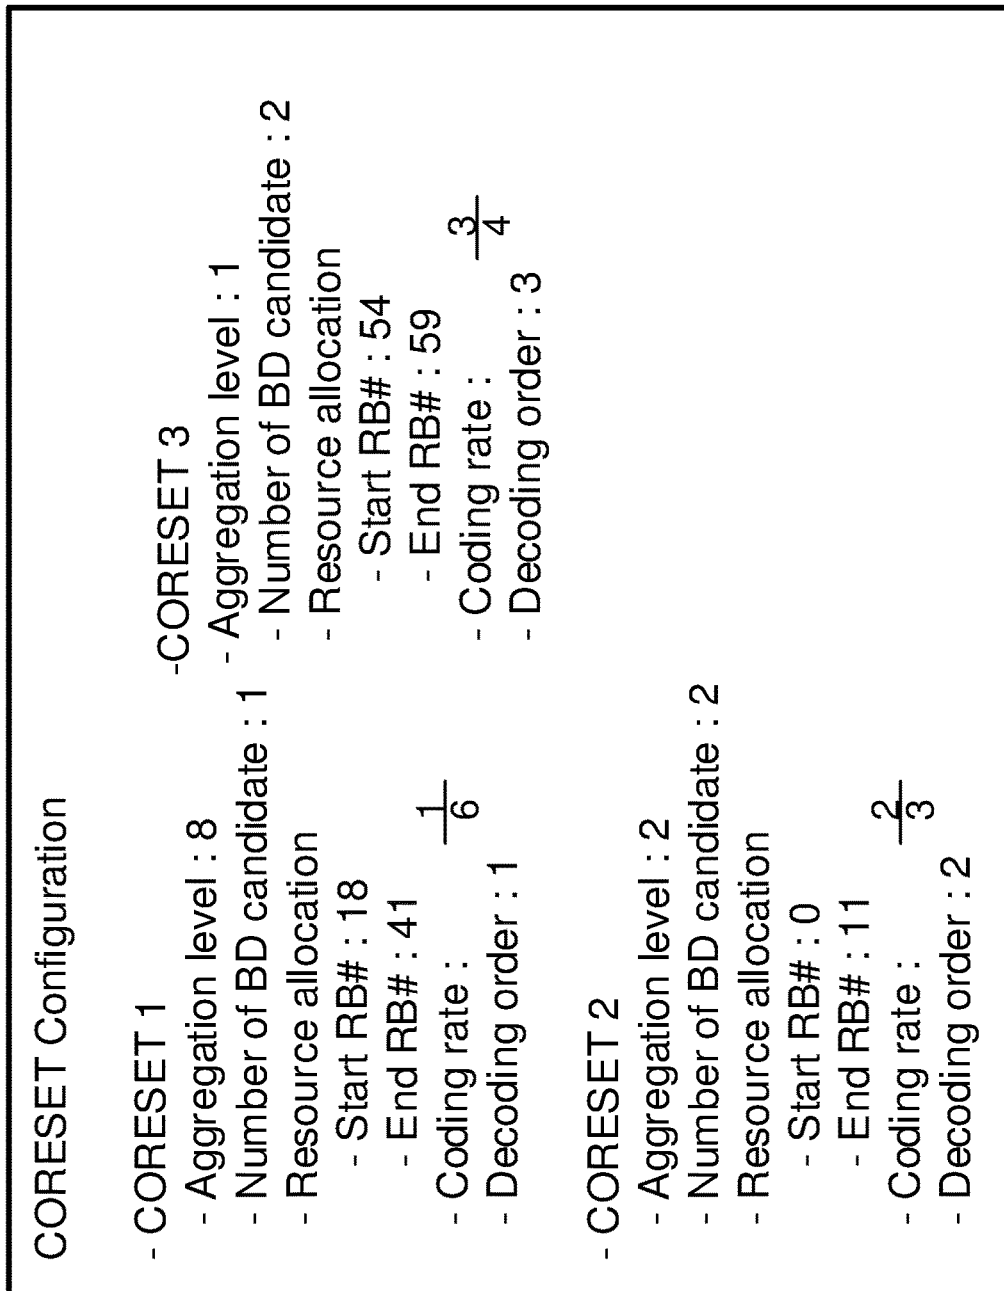 CORESET Configuration
- CORESET 1
- Aggregation level : 8
- Number of BD candidate : 1
- Resource allocation
- Start RB# : 18
- End RB# : 41
- Coding rate : 1/6
- Decoding order : 1
- CORESET 2
- Aggregation level : 2
- Number of BD candidate : 2
- Resource allocation
- Start RB# : 0
- End RB# : 11
- Coding rate : 2/3
- Decoding order : 2
-CORESET 3
- Aggregation level : 1
- Number of BD candidate : 2
- Resource allocation
- Start RB# : 54
- End RB# : 59
- Coding rate : 3/4
- Decoding order : 3